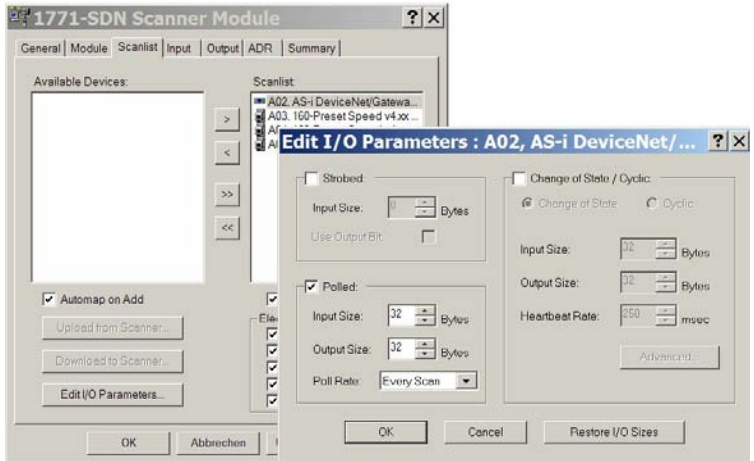 1771-SDN Scanner Module
General Module Scanlist Input Output ADR Summary
Available Devices:
Scanlist:
A02, AS-i DeviceNet/Gatewa...
A03, 160-Preset Speed v4.xx ...
>
<
>>
<<
Automap on Add
Upload from Scanner...
Download to Scanner...
Edit I/O Parameters...
OK Abbrechen
Edit I/O Parameters : A02, AS-i DeviceNet/... 
Strobed:
Input Size: 0 Bytes
Use Output Bit:
Polled:
Input Size: 32 Bytes
Output Size: 32 Bytes
Poll Rate: Every Scan
Change of State / Cyclic:
Change of State Cyclic
Input Size: 32 Bytes
Output Size: 32 Bytes
Heartbeat Rate: 250 msec
Advanced...
OK Cancel Restore I/O Sizes